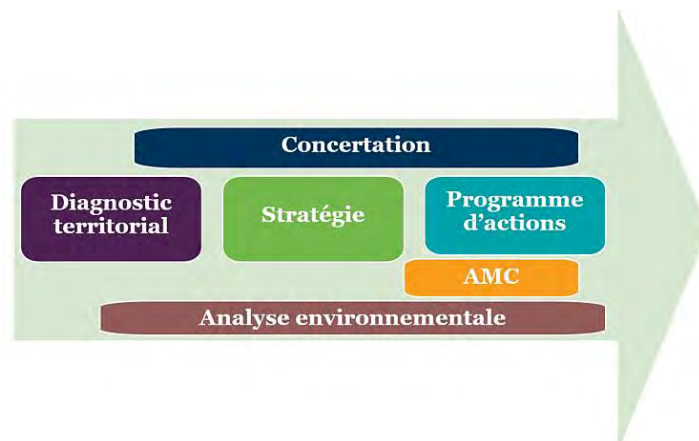 Concertation
Diagnostic
territorial
Stratégie
Programme
d'actions
AMC
Analyse environnementale